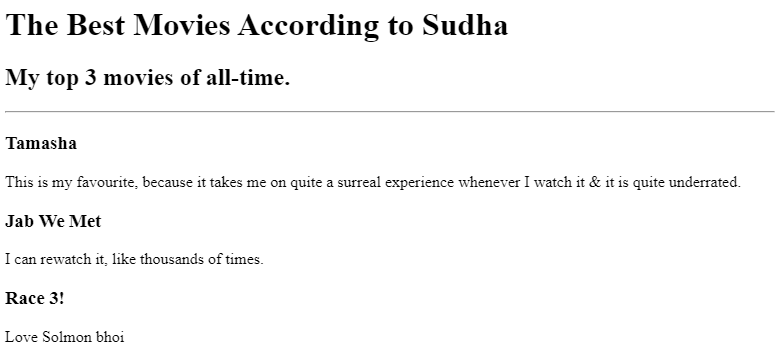 The Best Movies According to Sudha
My top 3 movies of all-time.
Tamasha
This is my favourite, because it takes me on quite a surreal experience whenever I watch it & it is quite underrated.
Jab We Met
I can rewatch it, like thousands of times.
Race 3!
Love Solmon bhoi